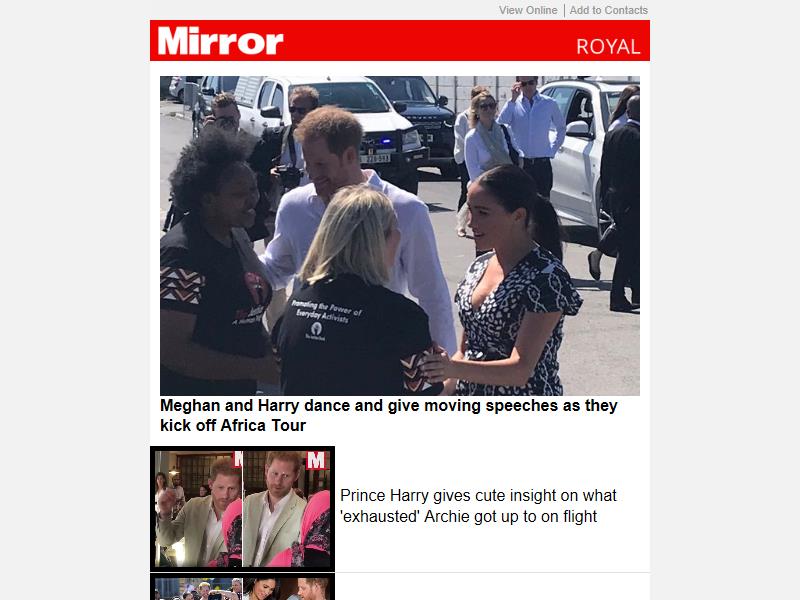 View Online | Add to Contacts
Mirror
ROYAL
Promoting the Power of
Everyday Activists
Meghan and Harry dance and give moving speeches as they
kick off Africa Tour
M
Prince Harry gives cute insight on what
'exhausted' Archie got up to on flight